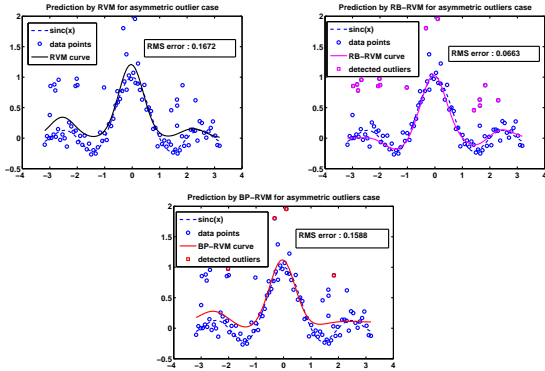 Prediction by RVM for asymmetric outlier case
2
1.5
1
0.5
0
−0.5
−4 −3 −2 −1 0 1 2 3 4
sinc(x)
data points
RVM curve
RMS error : 0.1672
Prediction by RB−RVM for asymmetric outliers case
2
1.5
1
0.5
0
−0.5
−4 −3 −2 −1 0 1 2 3 4
sinc(x)
data points
RB−RVM curve
detected outliers
RMS error : 0.0663
Prediction by BP−RVM for asymmetric outliers case
2
1.5
1
0.5
0
−0.5
−4 −3 −2 −1 0 1 2 3 4
sinc(x)
data points
BP−RVM curve
detected outliers
RMS error : 0.1588